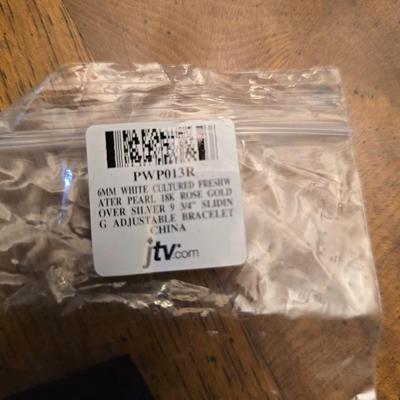 PWP013R
6MM WHITE CULTURED FRESHW
ATER PEARL 18K ROSE GOLD
OVER SILVER 9 3/4" SLIDIN
G ADJUSTABLE BRACELET
CHINA
jtv.com